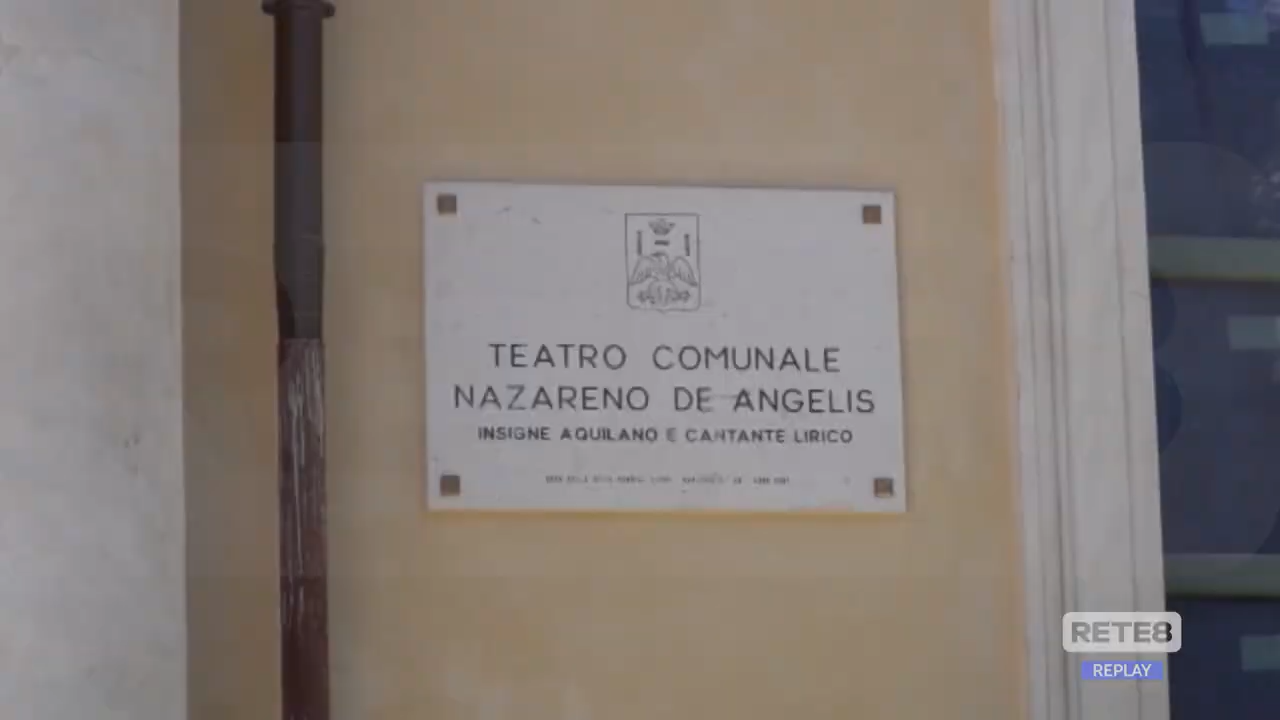 TEATRO COMUNALE
NAZARENO DE ANGELIS
INSIGNE AQUILANO E CANTANTE LIRICO
RETE8
REPLAY